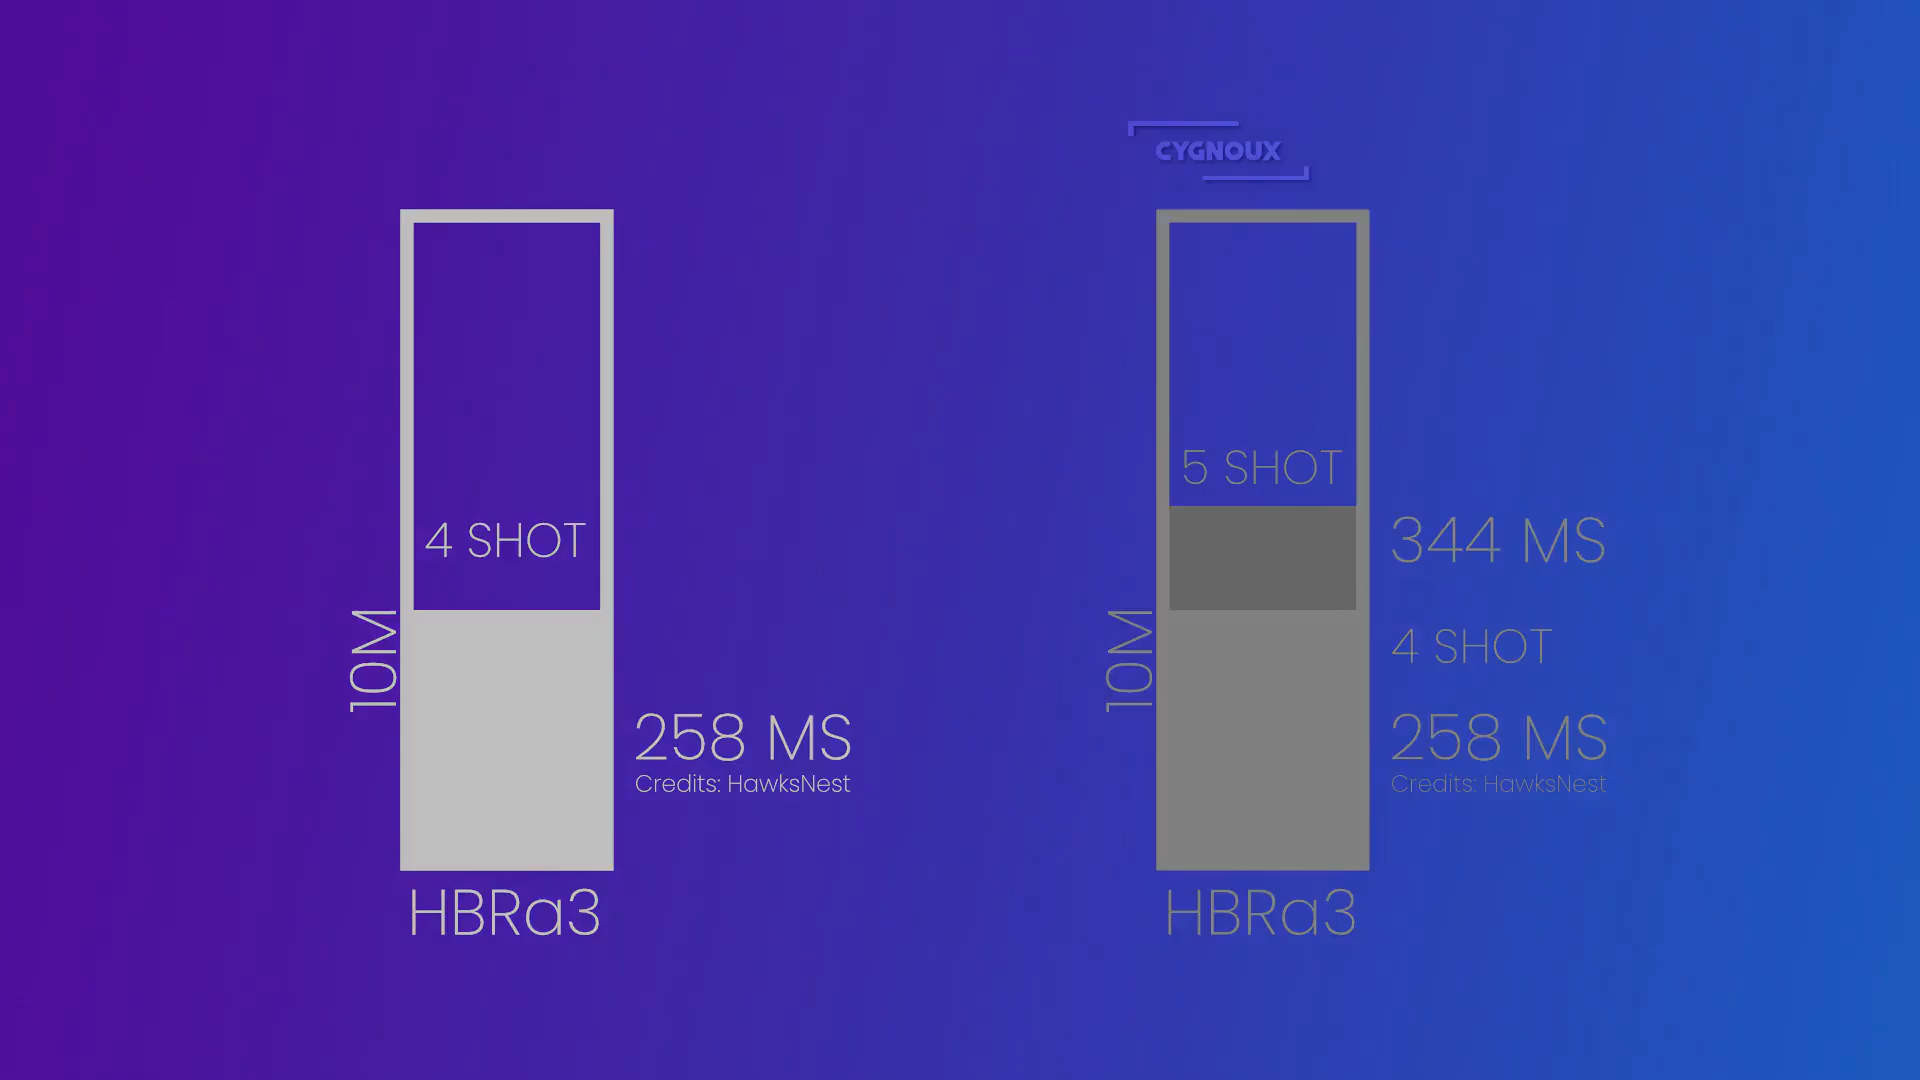 4 SHOT
10M
258 MS
Credits: HawksNest
HBRa3
CYGNOUX
5 SHOT
344 MS
4 SHOT
10M
258 MS
Credits: HawksNest
HBRa3